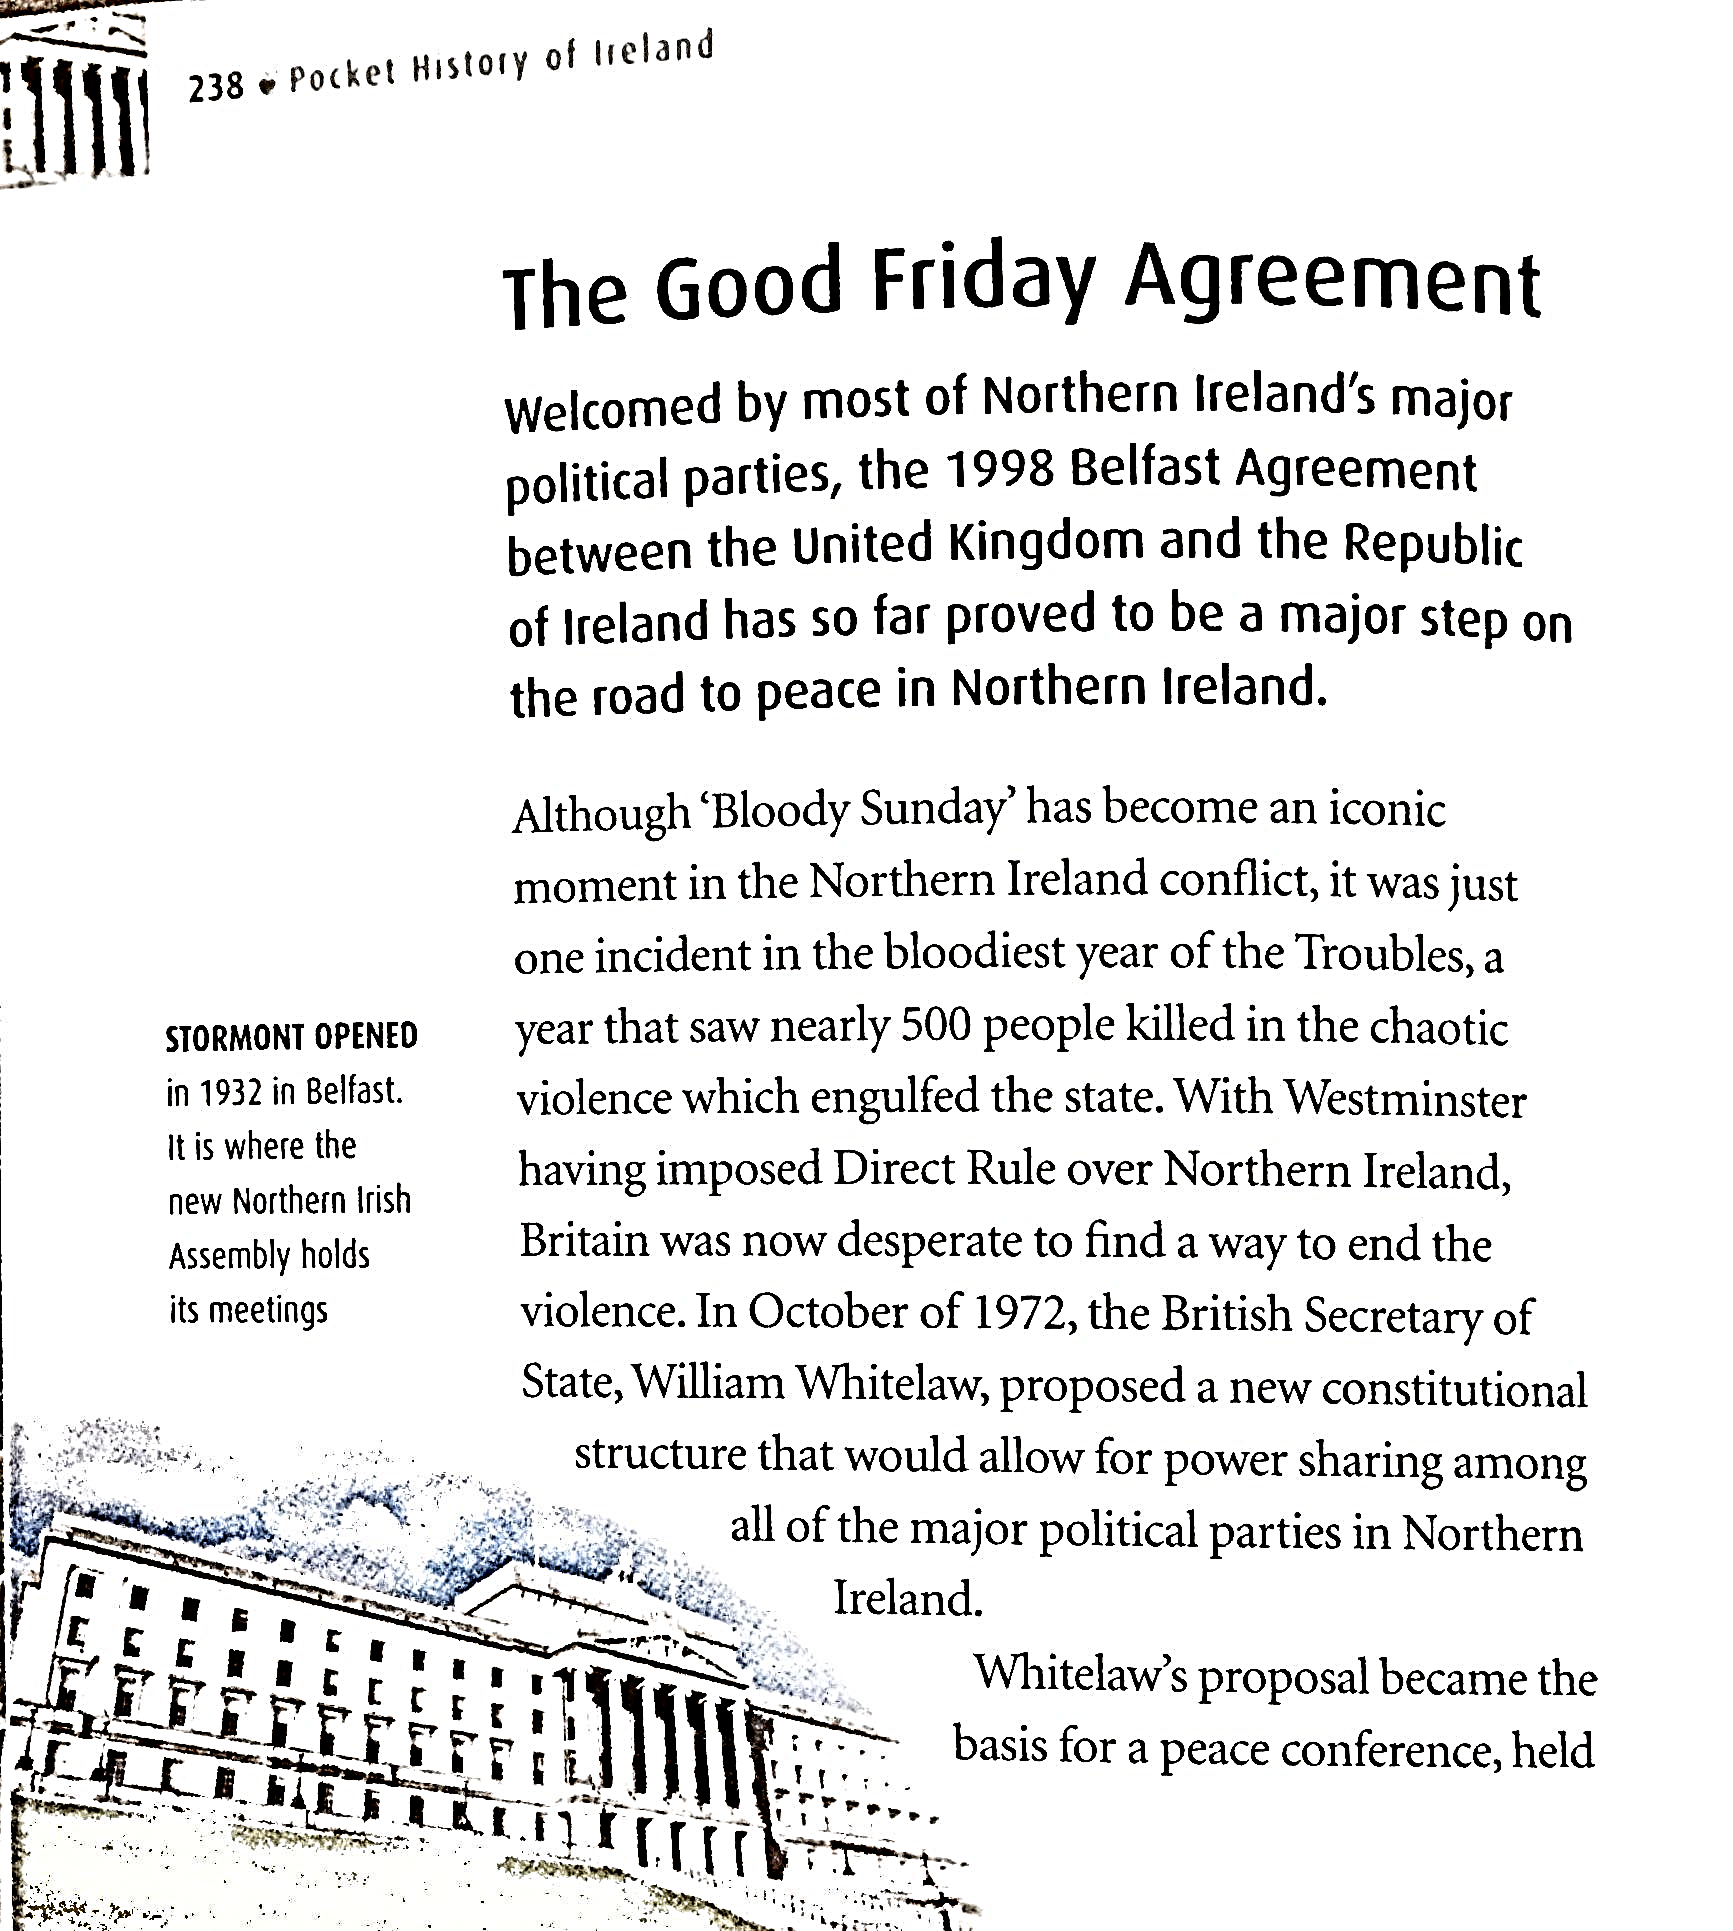 238 ♥ Pocket History of Ireland
The Good Friday Agreement
Welcomed by most of Northern Ireland's major
political parties, the 1998 Belfast Agreement
between the United Kingdom and the Republic
of Ireland has so far proved to be a major step on
the road to peace in Northern Ireland.
Although ‘Bloody Sunday’ has become an iconic
moment in the Northern Ireland conflict, it was just
one incident in the bloodiest year of the Troubles, a
year that saw nearly 500 people killed in the chaotic
violence which engulfed the state. With Westminster
having imposed Direct Rule over Northern Ireland,
Britain was now desperate to find a way to end the
violence. In October of 1972, the British Secretary of
State, William Whitelaw, proposed a new constitutional
structure that would allow for power sharing among
all of the major political parties in Northern
Ireland.
Whitelaw’s proposal became the
basis for a peace conference, held
STORMONT OPENED
in 1932 in Belfast.
It is where the
new Northern Irish
Assembly holds
its meetings